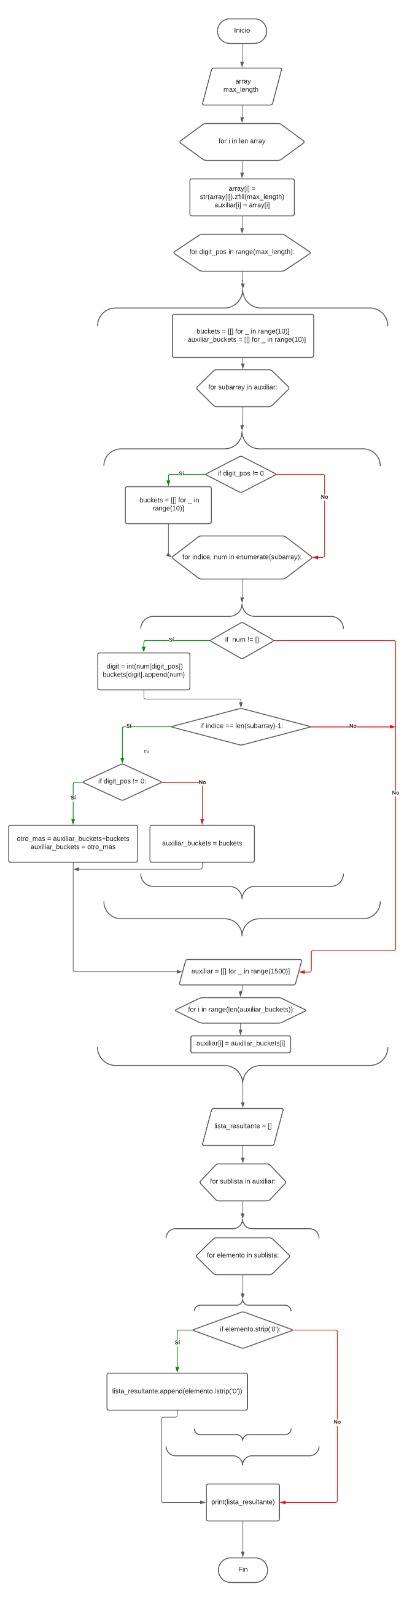 Inicio
array
max_length
for i in len array
array[i] =
str(array[i]).zfill(max_length)
auxiliar[i] = array[i]
for digit_pos in range(max_length):
buckets = [[] for _ in range(10)]
auxiliar_buckets = [[] for _ in range(10)]
for subarray in auxiliar:
if digit_pos != 0
Si
No
buckets = [[] for _ in
range(10)]
for indice, num in enumerate(subarray):
if num != []:
Si
digit = int(num[digit_pos])
buckets[digit].append(num)
if indice == len(subarray)-1:
Si
No
No
if digit_pos != 0:
Si
No
otro_mas = auxiliar_buckets+buckets
auxiliar_buckets = otro_mas
auxiliar_buckets = buckets
auxiliar = [[] for _ in range(1500)]
for i in range(len(auxiliar_buckets)):
auxiliar[i] = auxiliar_buckets[i]
lista_resultante = []
for sublista in auxiliar:
for elemento in sublista:
if elemento.strip('0'):
Si
lista_resultante.append(elemento.lstrip('0'))
No
print(lista_resultante)
Fin